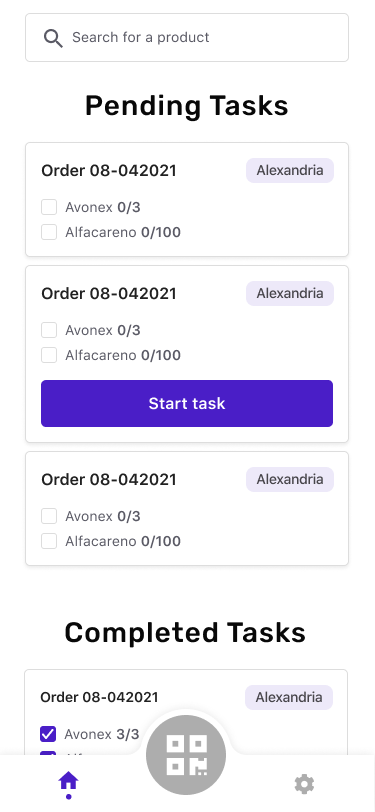 Search for a product
Pending Tasks
Order 08-042021 Alexandria
Avonex 0/3
Alfacareno 0/100
Order 08-042021 Alexandria
Avonex 0/3
Alfacareno 0/100
Start task
Order 08-042021 Alexandria
Avonex 0/3
Alfacareno 0/100
Completed Tasks
Order 08-042021 Alexandria
Avonex 3/3